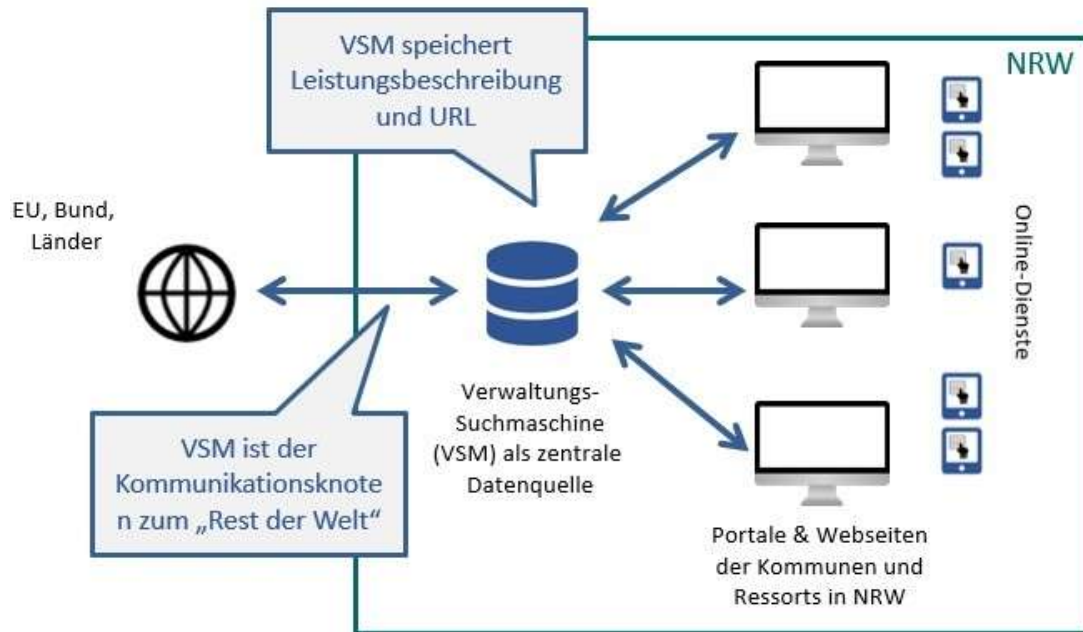 VSM speichert
Leistungsbeschreibung
und URL
NRW
EU, Bund,
Länder
Online-Dienste
Verwaltungs-
Suchmaschine
(VSM) als zentrale
Datenquelle
VSM ist der
Kommunikationsknote
n zum „Rest der Welt“
Portale & Webseiten
der Kommunen und
Ressorts in NRW